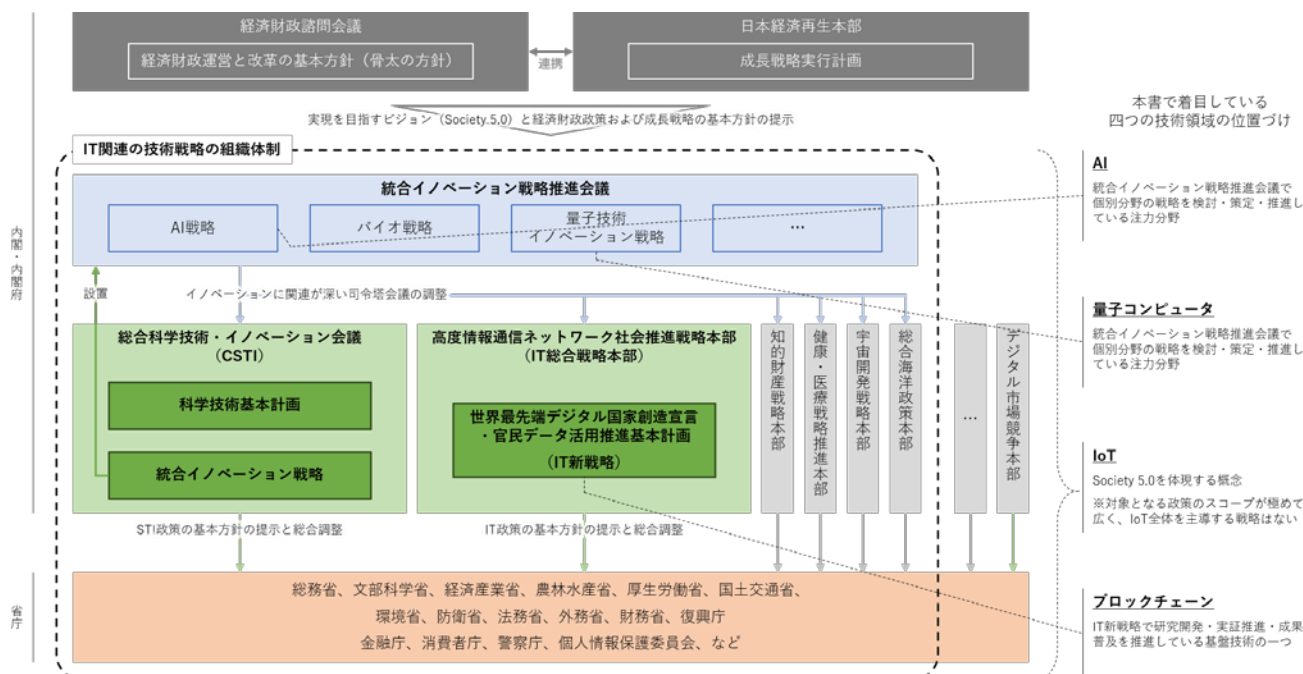 経済財政諮問会議
経済財政運営と改革の基本方針（骨太の方針）
連携
日本経済再生本部
成長戦略実行計画
実現を目指すビジョン（Society.5.0）と経済財政政策および成長戦略の基本方針の提示
本書で着目している
四つの技術領域の位置づけ
内閣・内閣府
IT関連の技術戦略の組織体制
統合イノベーション戦略推進会議
AI戦略
バイオ戦略
量子技術
イノベーション戦略
…
設置
イノベーションに関連が深い司令塔会議の調整
総合科学技術・イノベーション会議
（CSTI）
科学技術基本計画
統合イノベーション戦略
高度情報通信ネットワーク社会推進戦略本部
（IT総合戦略本部）
世界最先端デジタル国家創造宣言
・官民データ活用推進基本計画
（IT新戦略）
知的財産戦略本部
健康・医療戦略推進本部
宇宙開発戦略本部
総合海洋政策本部
…
デジタル市場競争本部
STI政策の基本方針の提示と総合調整
IT政策の基本方針の提示と総合調整
省庁
総務省、文部科学省、経済産業省、農林水産省、厚生労働省、国土交通省、
環境省、防衛省、法務省、外務省、財務省、復興庁
金融庁、消費者庁、警察庁、個人情報保護委員会、など
AI
統合イノベーション戦略推進会議で
個別分野の戦略を検討・策定・推進し
ている注力分野
量子コンピュータ
統合イノベーション戦略推進会議で
個別分野の戦略を検討・策定・推進し
ている注力分野
IoT
Society 5.0を体現する概念
※対象となる政策のスコープが極めて
広く、IoT全体を主導する戦略はない
ブロックチェーン
IT新戦略で研究開発・実証推進・成果
普及を推進している基盤技術の一つ